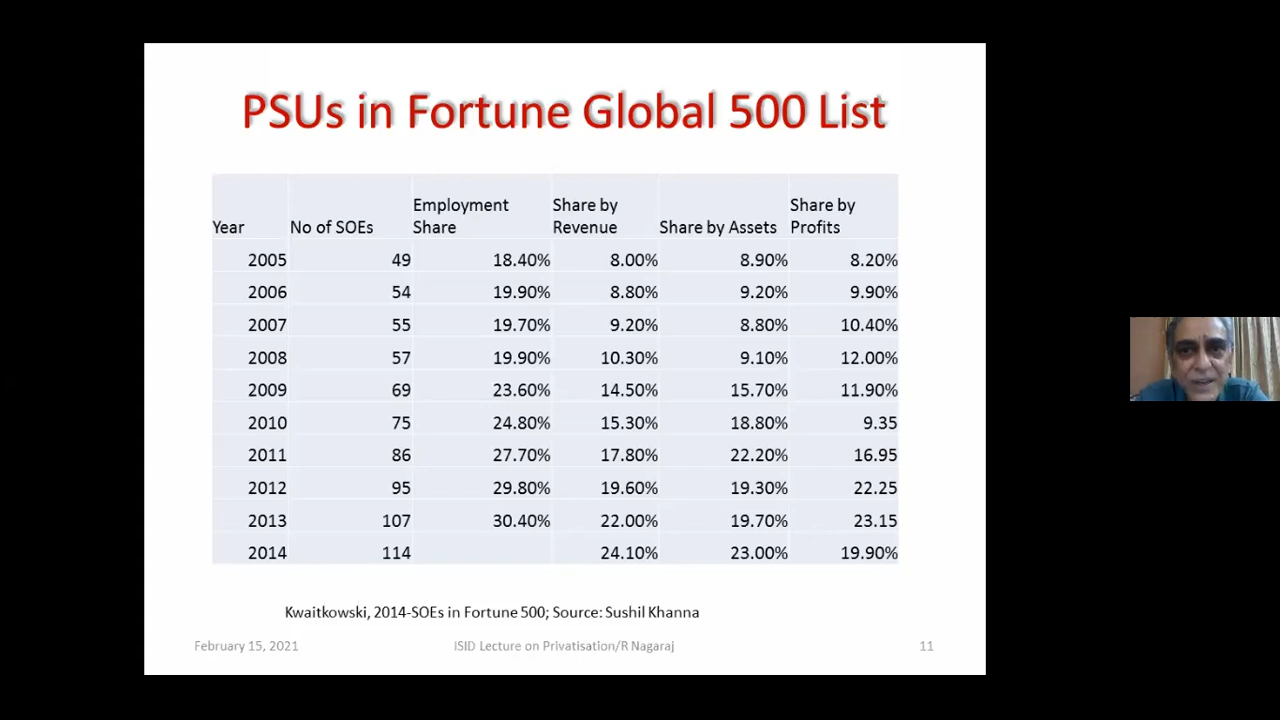 PSUs in Fortune Global 500 List
Year No of SOEs Employment Share Share by Revenue Share by Assets Share by Profits
2005 49 18.40% 8.00% 8.90% 8.20%
2006 54 19.90% 8.80% 9.20% 9.90%
2007 55 19.70% 9.20% 8.80% 10.40%
2008 57 19.90% 10.30% 9.10% 12.00%
2009 69 23.60% 14.50% 15.70% 11.90%
2010 75 24.80% 15.30% 18.80% 9.35
2011 86 27.70% 17.80% 22.20% 16.95
2012 95 29.80% 19.60% 19.30% 22.25
2013 107 30.40% 22.00% 19.70% 23.15
2014 114 24.10% 23.00% 19.90%
Kwaitkowski, 2014-SOEs in Fortune 500; Source: Sushil Khanna
February 15, 2021 ISID Lecture on Privatisation/R Nagaraj 11